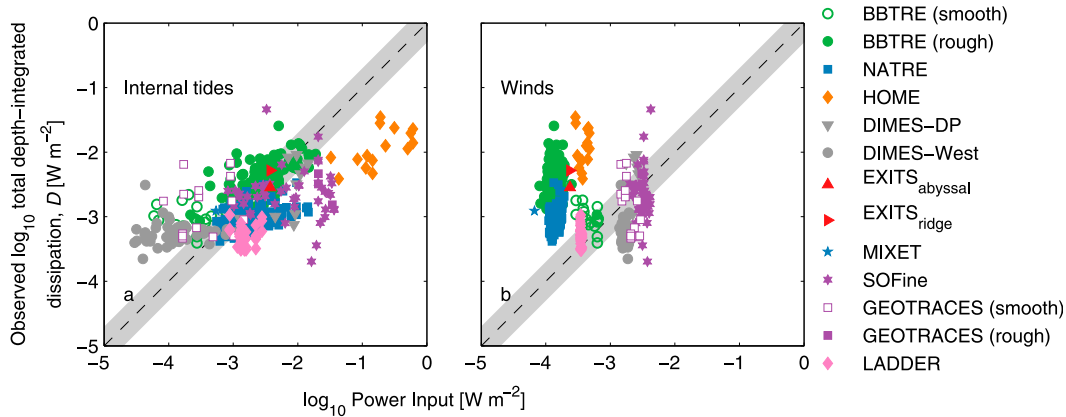 Observed log10 total depth−integrated
dissipation, D [W m−2]
0
−1
−2
−3
−4
−5
Internal tides
a
−5 −4 −3 −2 −1 0
Winds
b
−5 −4 −3 −2 −1 0
log10 Power Input [W m−2]
BBTRE (smooth)
BBTRE (rough)
NATRE
HOME
DIMES−DP
DIMES−West
EXITSabyssal
EXITSridge
MIXET
SOFine
GEOTRACES (smooth)
GEOTRACES (rough)
LADDER